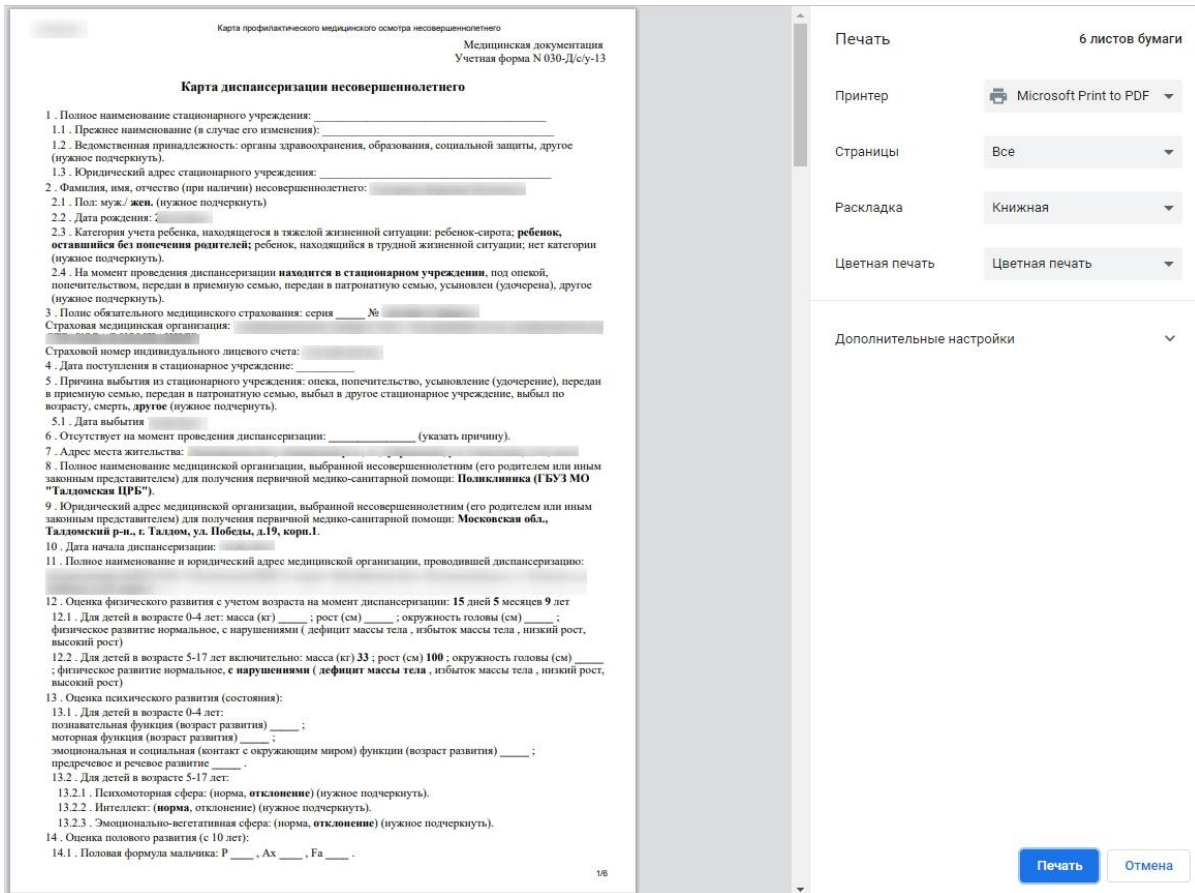 Карта профилактического медицинского осмотра несовершеннолетнего
Медицинская документация
Учетная форма N 030-Д/с/у-13
Карта диспансеризации несовершеннолетнего
1 . Полное наименование стационарного учреждения: ____
1.1 . Прежнее наименование (в случае его изменения): ____
1.2 . Ведомственная принадлежность: органы здравоохранения, образования, социальной защиты, другое
(нужное подчеркнуть).
1.3 . Юридический адрес стационарного учреждения: ____
2 . Фамилия, имя, отчество (при наличии) несовершеннолетнего:
2.1 . Пол: муж./ жен. (нужное подчеркнуть)
2.2 . Дата рождения:
2.3 . Категория учета ребенка, находящегося в тяжелой жизненной ситуации: ребенок-сирота; ребенок,
оставшийся без попечения родителей; ребенок, находящийся в трудной жизненной ситуации; нет категории
(нужное подчеркнуть).
2.4 . На момент проведения диспансеризации находится в стационарном учреждении, под опекой,
попечительством, передан в приемную семью, передан в патронатную семью, усыновлен (удочерена), другое
(нужное подчеркнуть).
3 . Полис обязательного медицинского страхования: серия _____ №
Страховая медицинская организация:
Страховой номер индивидуального лицевого счета:
4 . Дата поступления в стационарное учреждение: ____
5 . Причина выбытия из стационарного учреждения: опека, попечительство, усыновление (удочерение), передан
в приемную семью, передан в патронатную семью, выбыл в другое стационарное учреждение, выбыл по
возрасту, смерть, другое (нужное подчернуть).
5.1 . Дата выбытия
6 . Отсутствует на момент проведения диспансеризации: ____ (указать причину).
7 . Адрес места жительства:
8 . Полное наименование медицинской организации, выбранной несовершеннолетним (его родителем или иным
законным представителем) для получения первичной медико-санитарной помощи: Поликлиника (ГБУЗ МО
"Талдомская ЦРБ").
9 . Юридический адрес медицинской организации, выбранной несовершеннолетним (его родителем или иным
законным представителем) для получения первичной медико-санитарной помощи: Московская обл.,
Талдомский р-н., г. Талдом, ул. Победы, д.19, корп.1.
10 . Дата начала диспансеризации:
11 . Полное наименование и юридический адрес медицинской организации, проводившей диспансеризацию:
12 . Оценка физического развития с учетом возраста на момент диспансеризации: 15 дней 5 месяцев 9 лет
12.1 . Для детей в возрасте 0-4 лет: масса (кг) _____ ; рост (см) _____ ; окружность головы (см) _____ ;
физическое развитие нормальное, с нарушениями ( дефицит массы тела , избыток массы тела , низкий рост,
высокий рост)
12.2 . Для детей в возрасте 5-17 лет включительно: масса (кг) 33 ; рост (см) 100 ; окружность головы (см) _____
; физическое развитие нормальное, с нарушениями ( дефицит массы тела , избыток массы тела , низкий рост,
высокий рост)
13 . Оценка психического развития (состояния):
13.1 . Для детей в возрасте 0-4 лет:
познавательная функция (возраст развития) _____ ;
моторная функция (возраст развития) _____ ;
эмоциональная и социальная (контакт с окружающим миром) функции (возраст развития) _____ ;
предречевое и речевое развитие _____ .
13.2 . Для детей в возрасте 5-17 лет:
13.2.1 . Психомоторная сфера: (норма, отклонение) (нужное подчеркнуть).
13.2.2 . Интеллект: (норма, отклонение) (нужное подчеркнуть).
13.2.3 . Эмоционально-вегетативная сфера: (норма, отклонение) (нужное подчеркнуть).
14 . Оценка полового развития (с 10 лет):
14.1 . Половая формула мальчика: P ____ , Ax ____ , Fa ____ .
1/6
Печать
6 листов бумаги
Принтер
Microsoft Print to PDF
Страницы
Все
Раскладка
Книжная
Цветная печать
Цветная печать
Дополнительные настройки
Печать
Отмена